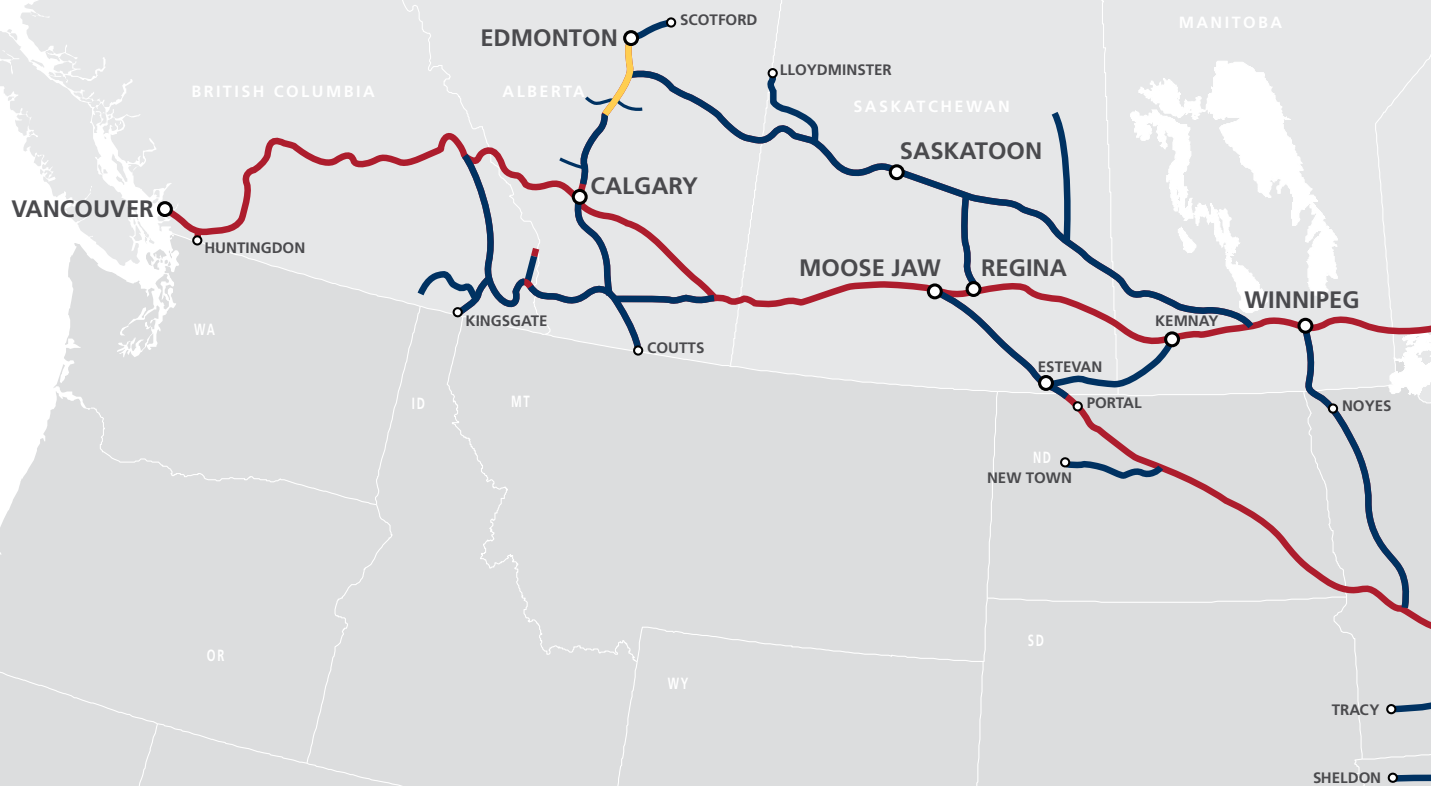 SCOTFORD
MANITOBA
EDMONTON
LLOYDMINSTER
BRITISH COLUMBIA
ALBERTA
SASKATCHEWAN
SASKATOON
CALGARY
VANCOUVER
HUNTINGDON
MOOSE JAW
REGINA
WINNIPEG
KINGSGATE
KEMNAY
WA
COUTTS
ESTEVAN
ID
MT
PORTAL
NOYES
ND
NEW TOWN
SD
OR
WY
TRACY
SHELDON